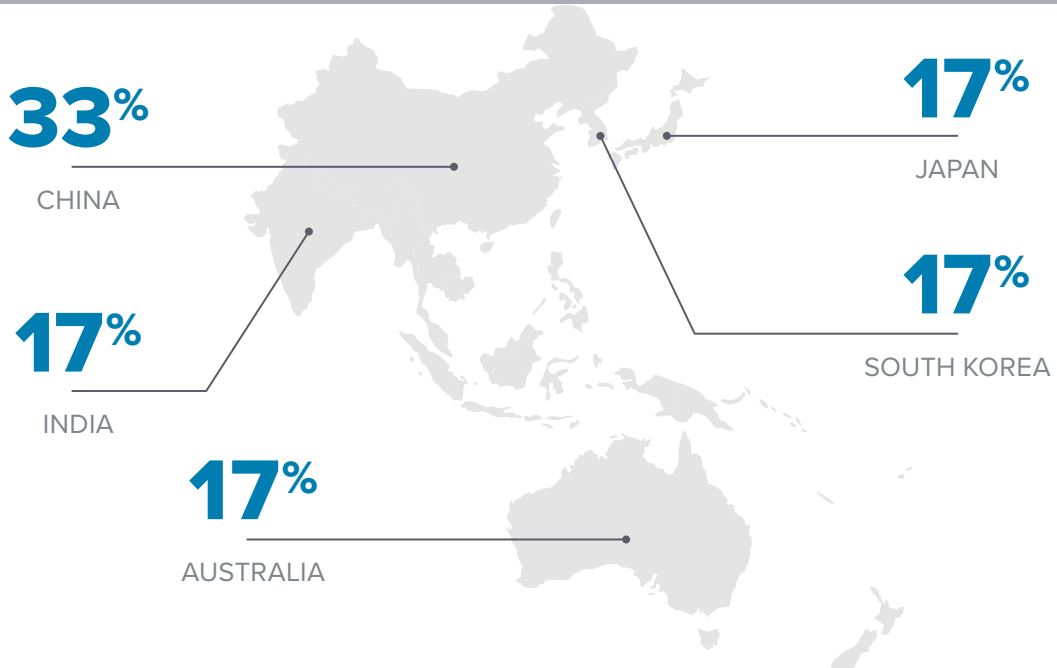 33%
CHINA
17%
JAPAN
17%
SOUTH KOREA
17%
INDIA
17%
AUSTRALIA